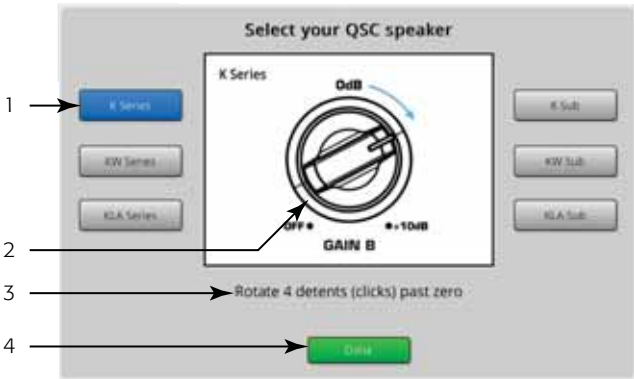 Select your QSC speaker
K Series
0dB
OFF
+10dB
GAIN B
1
K Series
KW Series
KLA Series
K Sub
KW Sub
KLA Sub
2
3
Rotate 4 detents (clicks) past zero
4
Done